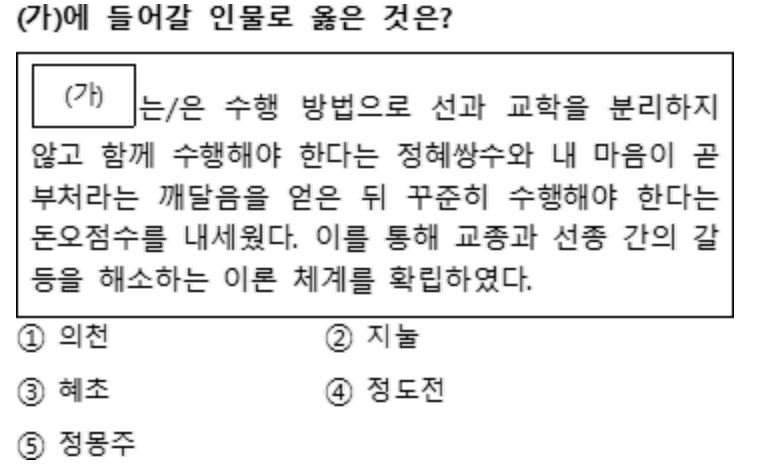 (가)에 들어갈 인물로 옳은 것은?
(가) 는/은 수행 방법으로 선과 교학을 분리하지
않고 함께 수행해야 한다는 정혜쌍수와 내 마음이 곧
부처라는 깨달음을 얻은 뒤 꾸준히 수행해야 한다는
돈오점수를 내세웠다. 이를 통해 교종과 선종 간의 갈
등을 해소하는 이론 체계를 확립하였다.
① 의천 ② 지눌
③ 혜초 ④ 정도전
⑤ 정몽주